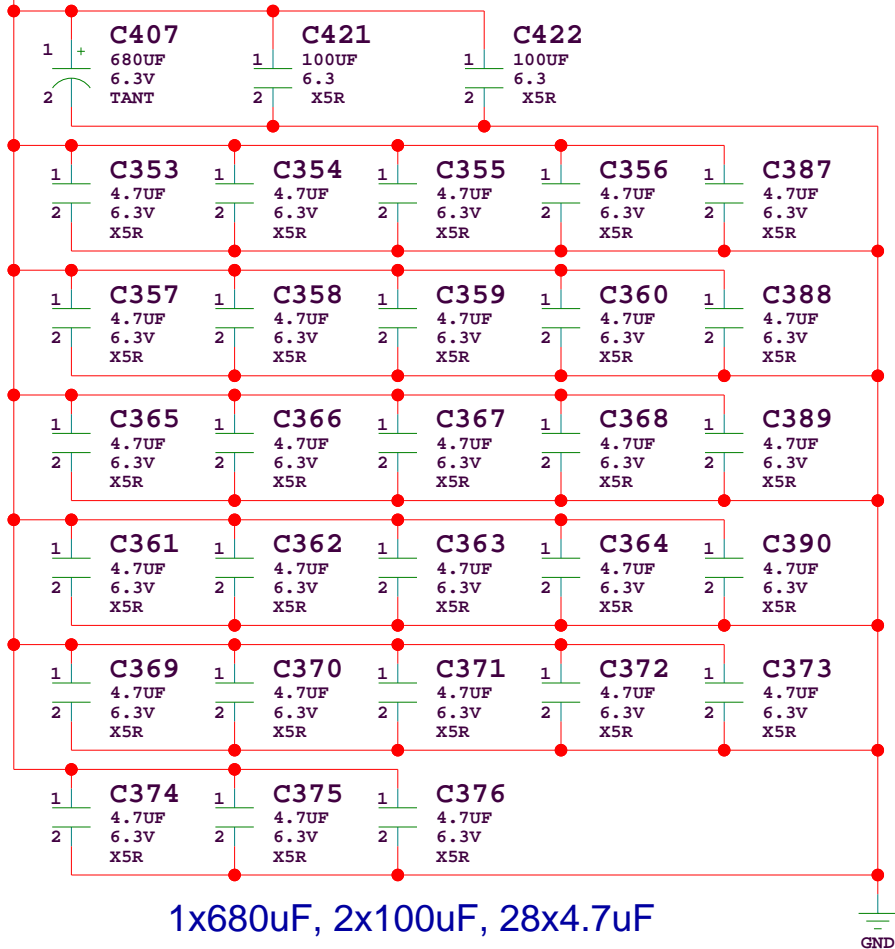 C407 C421 C422
1 + 680UF 1 100UF 1 100UF
6.3V 6.3 6.3
2 TANT 2 X5R 2 X5R
C353 C354 C355 C356 C387
1 4.7UF 1 4.7UF 1 4.7UF 1 4.7UF 1 4.7UF
2 6.3V 2 6.3V 2 6.3V 2 6.3V 2 6.3V
X5R X5R X5R X5R X5R
C357 C358 C359 C360 C388
1 4.7UF 1 4.7UF 1 4.7UF 1 4.7UF 1 4.7UF
2 6.3V 2 6.3V 2 6.3V 2 6.3V 2 6.3V
X5R X5R X5R X5R X5R
C365 C366 C367 C368 C389
1 4.7UF 1 4.7UF 1 4.7UF 1 4.7UF 1 4.7UF
2 6.3V 2 6.3V 2 6.3V 2 6.3V 2 6.3V
X5R X5R X5R X5R X5R
C361 C362 C363 C364 C390
1 4.7UF 1 4.7UF 1 4.7UF 1 4.7UF 1 4.7UF
2 6.3V 2 6.3V 2 6.3V 2 6.3V 2 6.3V
X5R X5R X5R X5R X5R
C369 C370 C371 C372 C373
1 4.7UF 1 4.7UF 1 4.7UF 1 4.7UF 1 4.7UF
2 6.3V 2 6.3V 2 6.3V 2 6.3V 2 6.3V
X5R X5R X5R X5R X5R
C374 C375 C376
1 4.7UF 1 4.7UF 1 4.7UF
2 6.3V 2 6.3V 2 6.3V
X5R X5R X5R
1x680uF, 2x100uF, 28x4.7uF
GND